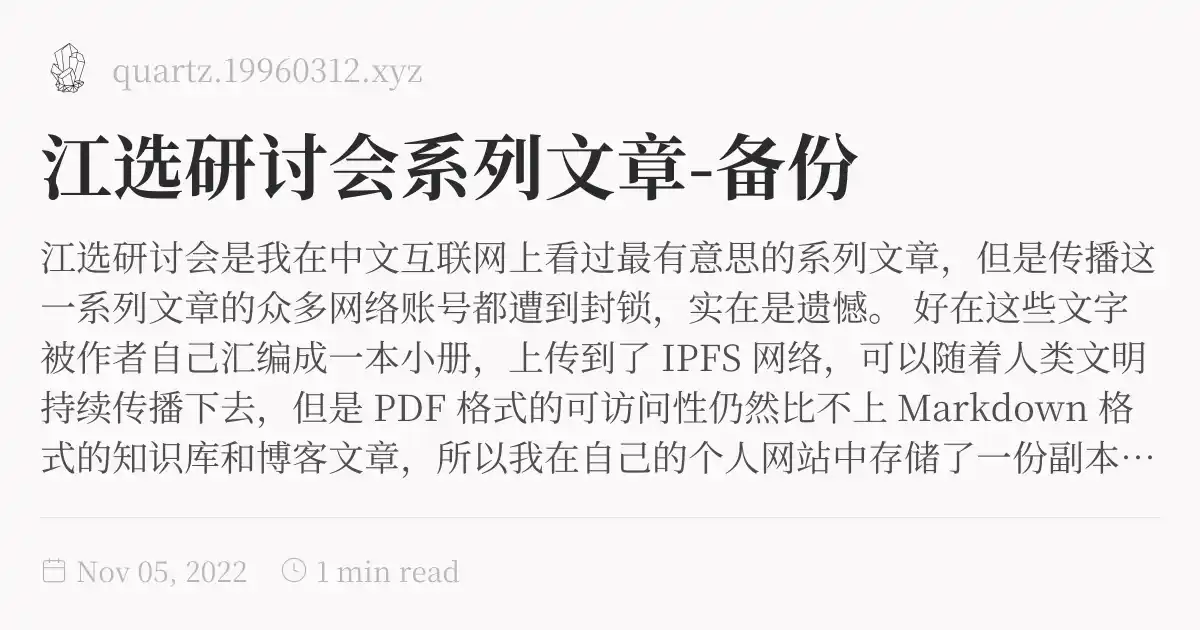 quartz.19960312.xyz
江选研讨会系列文章-备份
江选研讨会是我在中文互联网上看过最有意思的系列文章，但是传播这
一系列文章的众多网络账号都遭到封锁，实在是遗憾。 好在这些文字
被作者自己汇编成一本小册，上传到了 IPFS 网络，可以随着人类文明
持续传播下去，但是 PDF 格式的可访问性仍然比不上 Markdown 格
式的知识库和博客文章，所以我在自己的个人网站中存储了一份副本…
Nov 05, 2022 1 min read